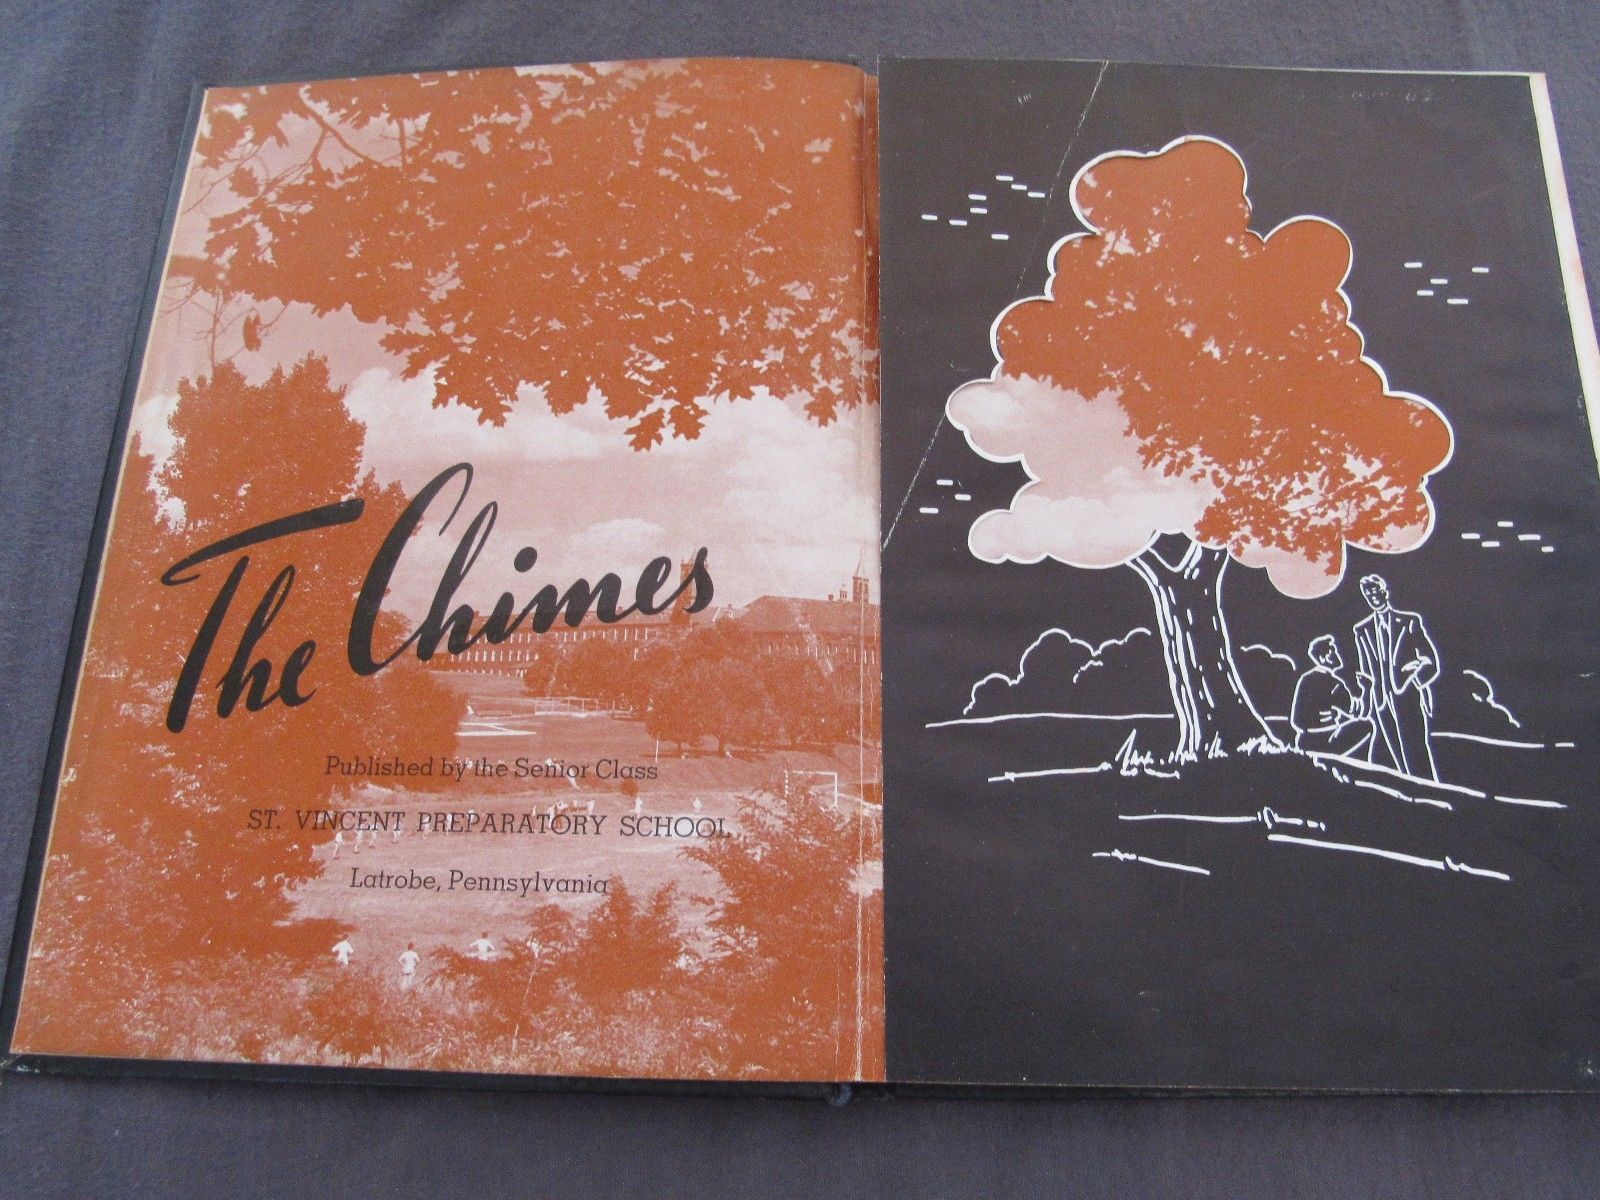 The Chimes
Published by the Senior Class
ST. VINCENT PREPARATORY SCHOOL
Latrobe, Pennsylvania